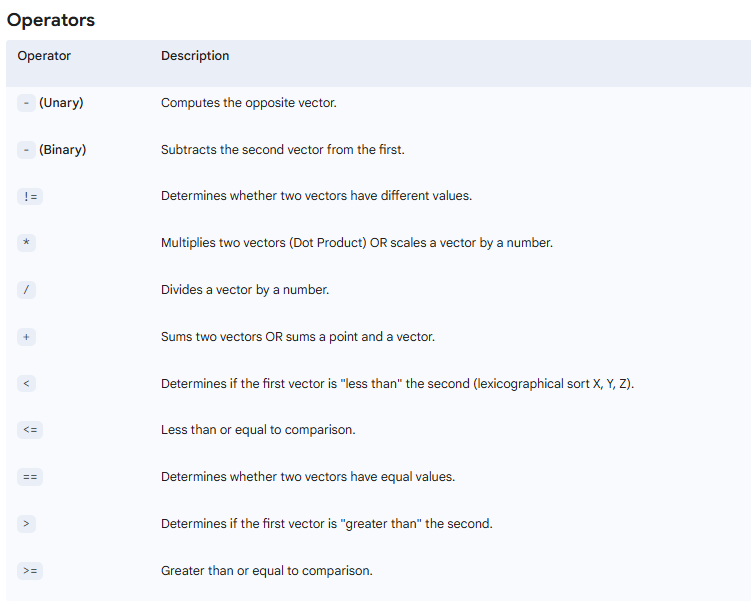 Operators
Operator Description
- (Unary) Computes the opposite vector.
- (Binary) Subtracts the second vector from the first.
!= Determines whether two vectors have different values.
* Multiplies two vectors (Dot Product) OR scales a vector by a number.
/ Divides a vector by a number.
+ Sums two vectors OR sums a point and a vector.
< Determines if the first vector is "less than" the second (lexicographical sort X, Y, Z).
<= Less than or equal to comparison.
== Determines whether two vectors have equal values.
> Determines if the first vector is "greater than" the second.
>= Greater than or equal to comparison.